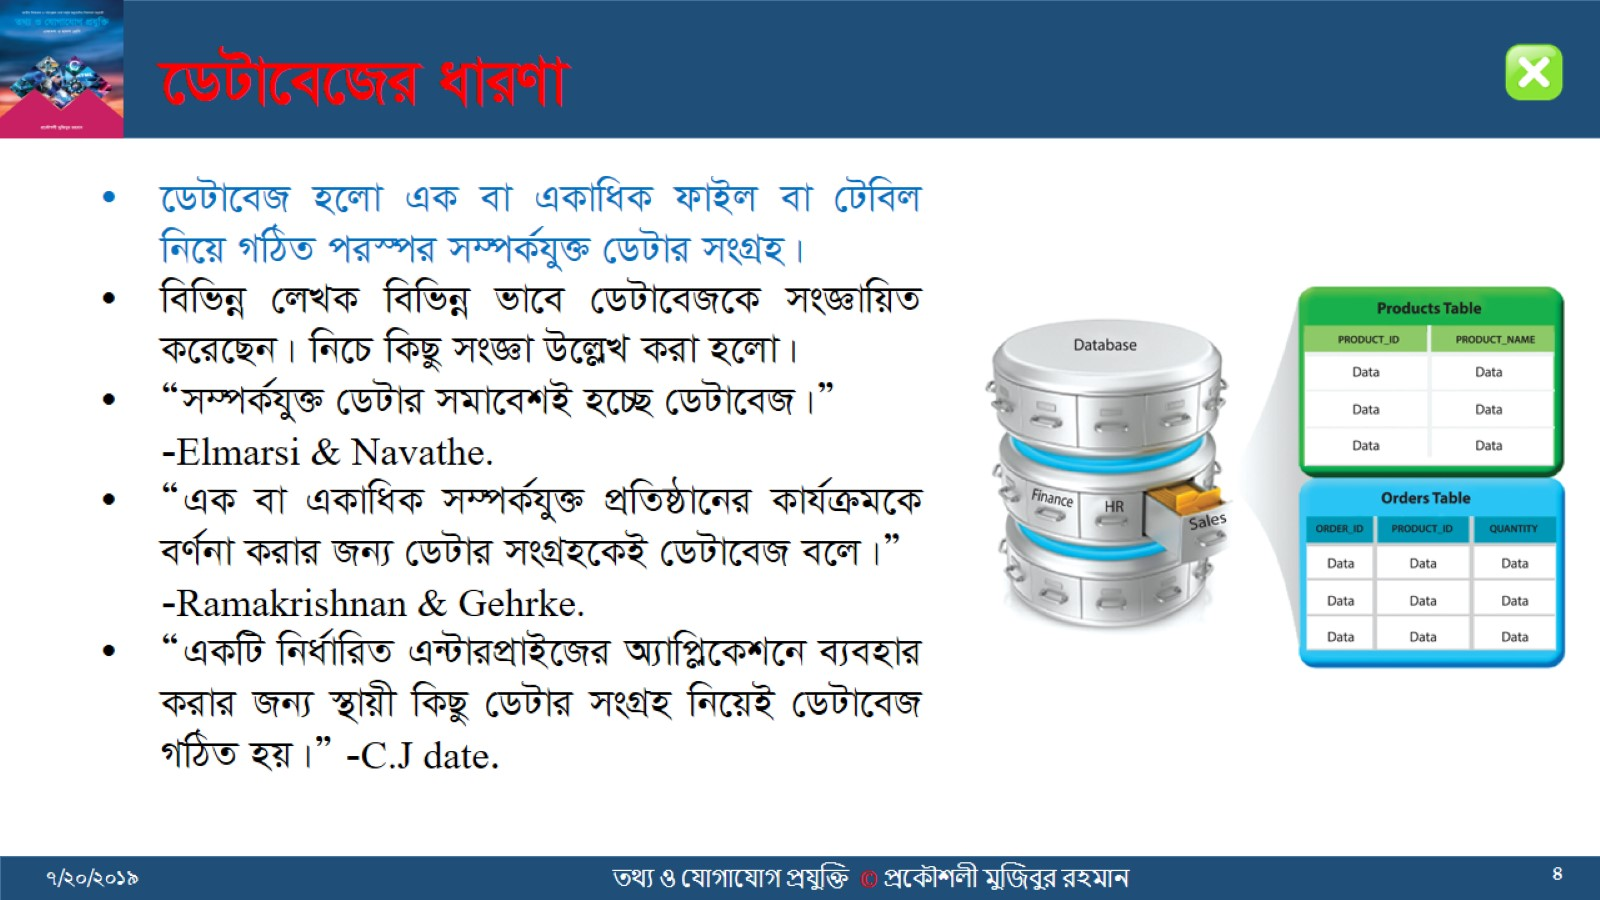 তথ্য ও যোগাযোগ প্রযুক্তি
ডেটাবেজের ধারণা
• ডেটাবেজ হলো এক বা একাধিক ফাইল বা টেবিল
নিয়ে গঠিত পরস্পর সম্পর্কযুক্ত ডেটার সংগ্রহ।
• বিভিন্ন লেখক বিভিন্ন ভাবে ডেটাবেজকে সংজ্ঞায়িত
করেছেন। নিচে কিছু সংজ্ঞা উল্লেখ করা হলো।
• “সম্পর্কযুক্ত ডেটার সমাবেশই হচ্ছে ডেটাবেজ।”
-Elmarsi & Navathe.
• “এক বা একাধিক সম্পর্কযুক্ত প্রতিষ্ঠানের কার্যক্রমকে
বর্ণনা করার জন্য ডেটার সংগ্রহকেই ডেটাবেজ বলে।”
-Ramakrishnan & Gehrke.
• “একটি নির্ধারিত এন্টারপ্রাইজের অ্যাপ্লিকেশনে ব্যবহার
করার জন্য স্থায়ী কিছু ডেটার সংগ্রহ নিয়েই ডেটাবেজ
গঠিত হয়।” -C.J date.
Database
Finance HR Sales
Products Table
PRODUCT_ID PRODUCT_NAME
Data Data
Data Data
Data Data
Orders Table
ORDER_ID PRODUCT_ID QUANTITY
Data Data Data
Data Data Data
Data Data Data
৭/২০/২০১৯ তথ্য ও যোগাযোগ প্রযুক্তি © প্রকৌশলী মুজিবুর রহমান ৪